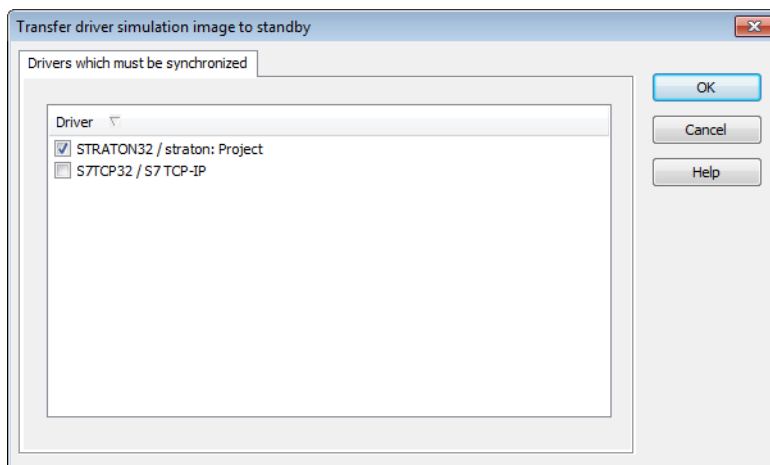 Transfer driver simulation image to standby
Drivers which must be synchronized
OK
Driver
Cancel
STRATON32 / straton: Project
S7TCP32 / S7 TCP-IP
Help